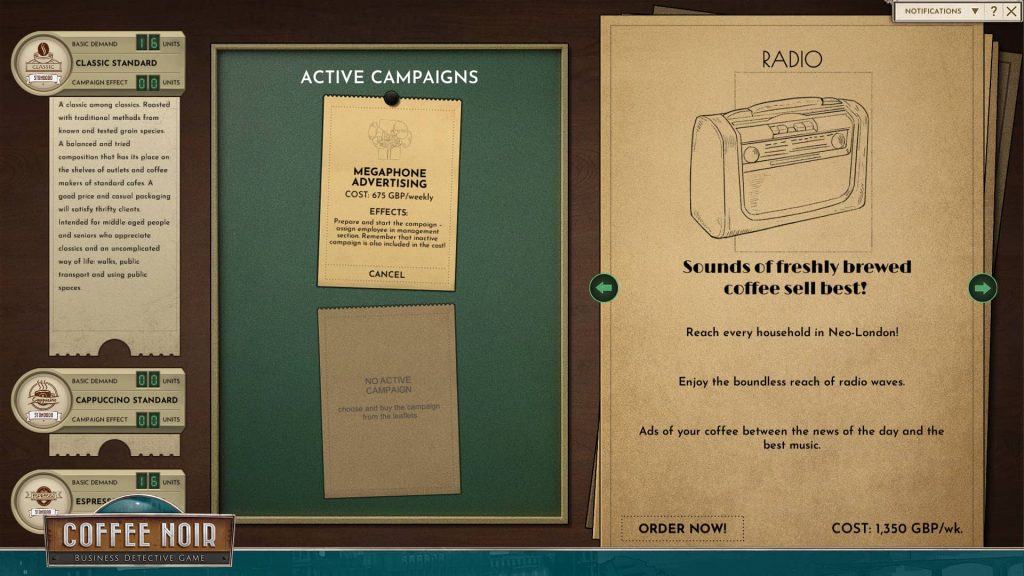 NOTIFICATIONS ▼ ? X
BASIC DEMAND 16 UNITS
CLASSIC STANDARD
CAMPAIGN EFFECT 00 UNITS
CLASSIC
STANDARD
A classic among classics. Roasted
with traditional methods from
known and tested grain species.
A balanced and tried
composition that has its place on
the shelves of outlets and coffee
makers of standard cafes. A
good price and casual packaging
will satisfy thrifty clients.
Intended for middle aged people
and seniors who appreciate
classics and an uncomplicated
way of life: walks, public
transport and using public
spaces.
BASIC DEMAND 00 UNITS
CAPPUCCINO STANDARD
CAMPAIGN EFFECT 00 UNITS
Cappuccino
STANDARD
BASIC DEMAND 16 UNITS
ESPRES
COFFEE NOIR
BUSINESS DETECTIVE GAME
ACTIVE CAMPAIGNS
MEGAPHONE
ADVERTISING
COST: 675 GBP/weekly
EFFECTS:
Prepare and start the campaign -
assign employee in management
section. Remember that inactive
campaign is also included in the cost!
CANCEL
NO ACTIVE
CAMPAIGN
choose and buy the campaign
from the leaflets
RADIO
Sounds of freshly brewed
coffee sell best!
Reach every household in Neo-London!
Enjoy the boundless reach of radio waves.
Ads of your coffee between the news of the day and the
best music.
ORDER NOW!
COST: 1,350 GBP/wk.